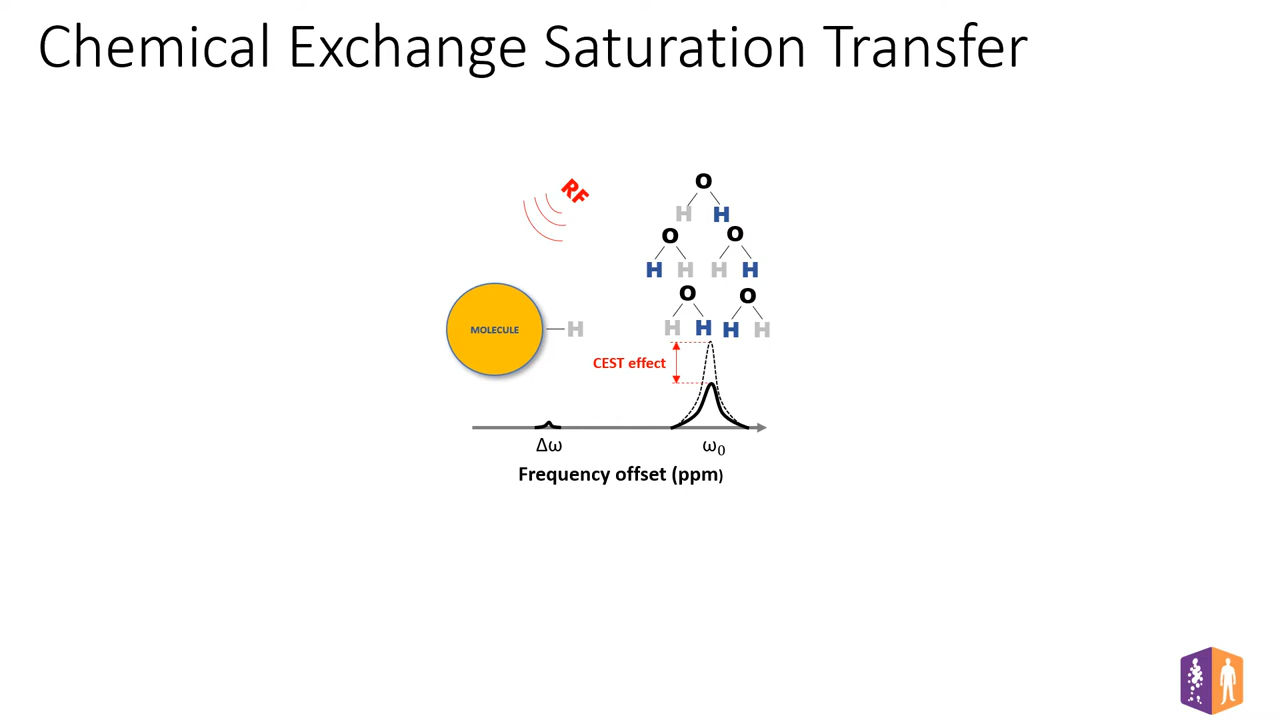 Chemical Exchange Saturation Transfer
RF
O
H H
O O
H H H H
O O
H H H H
MOLECULE H
CEST effect
Δω ω₀
Frequency offset (ppm)